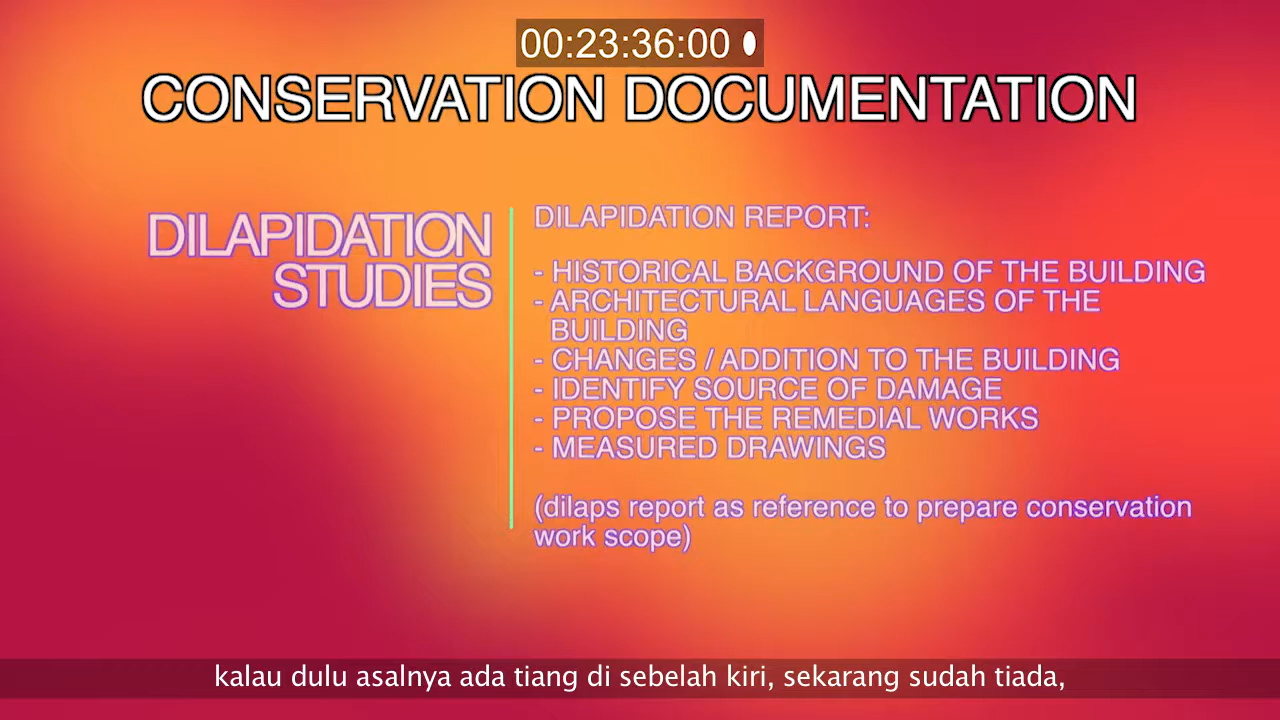 00:23:36:00
CONSERVATION DOCUMENTATION
DILAPIDATION
STUDIES
DILAPIDATION REPORT:
- HISTORICAL BACKGROUND OF THE BUILDING
- ARCHITECTURAL LANGUAGES OF THE
BUILDING
- CHANGES / ADDITION TO THE BUILDING
- IDENTIFY SOURCE OF DAMAGE
- PROPOSE THE REMEDIAL WORKS
- MEASURED DRAWINGS
(dilaps report as reference to prepare conservation
work scope)
kalau dulu asalnya ada tiang di sebelah kiri, sekarang sudah tiada,